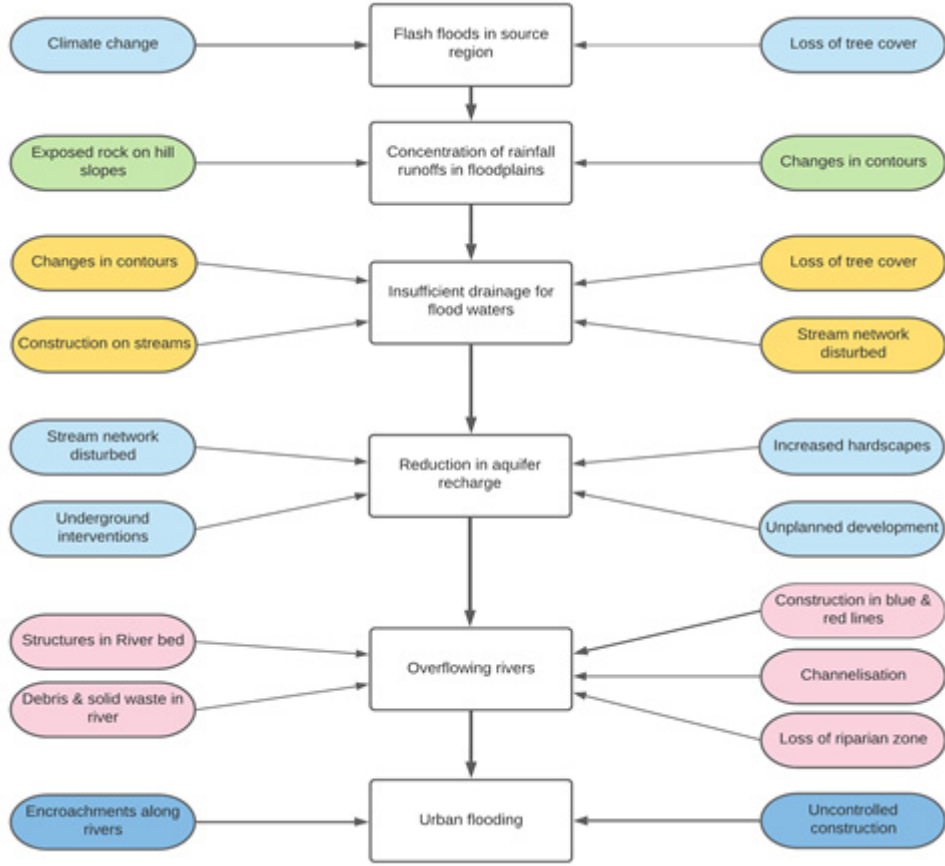 Climate change
Flash floods in source
region
Loss of tree cover
Exposed rock on hill
slopes
Concentration of rainfall
runoffs in floodplains
Changes in contours
Changes in contours
Construction on streams
Insufficient drainage for
flood waters
Loss of tree cover
Stream network
disturbed
Stream network
disturbed
Underground
interventions
Reduction in aquifer
recharge
Increased hardscapes
Unplanned development
Structures in River bed
Debris & solid waste in
river
Overflowing rivers
Construction in blue &
red lines
Channelisation
Loss of riparian zone
Encroachments along
rivers
Urban flooding
Uncontrolled
construction